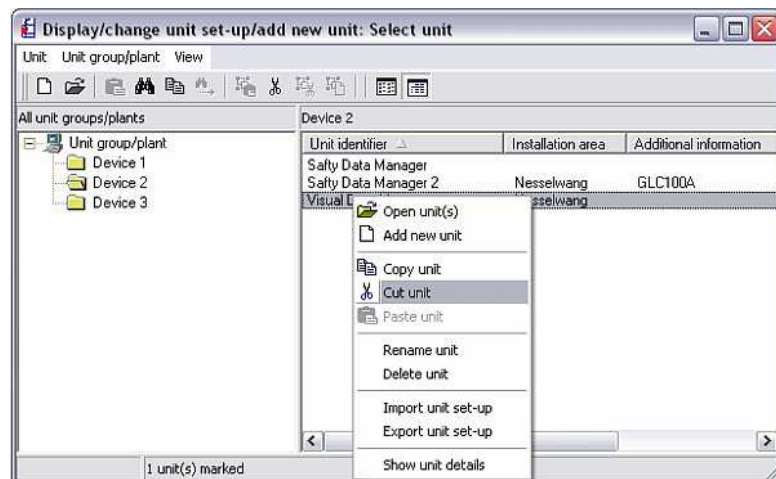 Display/change unit set-up/add new unit: Select unit
Unit Unit group/plant View
All unit groups/plants
Device 2
Unit group/plant
Device 1
Device 2
Device 3
Unit identifier Installation area Additional information
Safty Data Manager
Safty Data Manager 2 Nesselwang GLC100A
Visual
Open unit(s)
Add new unit
Copy unit
Cut unit
Paste unit
Rename unit
Delete unit
Import unit set-up
Export unit set-up
Show unit details
1 unit(s) marked